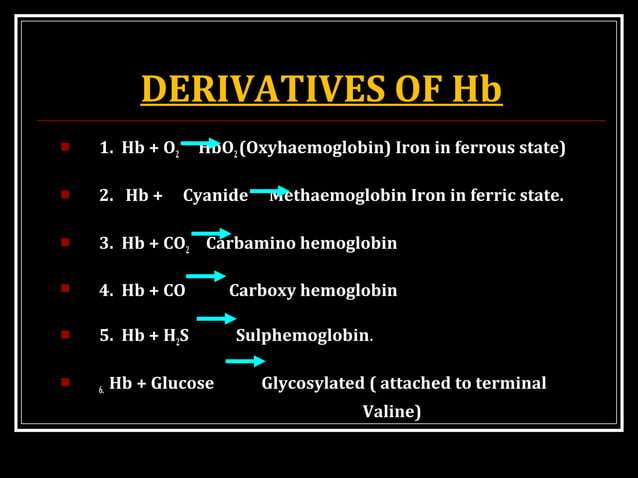 DERIVATIVES OF Hb
1. Hb + O2 HbO2 (Oxyhaemoglobin) Iron in ferrous state)
2. Hb + Cyanide Methaemoglobin Iron in ferric state.
3. Hb + CO2 Carbamino hemoglobin
4. Hb + CO Carboxy hemoglobin
5. Hb + H2S Sulphemoglobin.
6. Hb + Glucose Glycosylated ( attached to terminal
Valine)